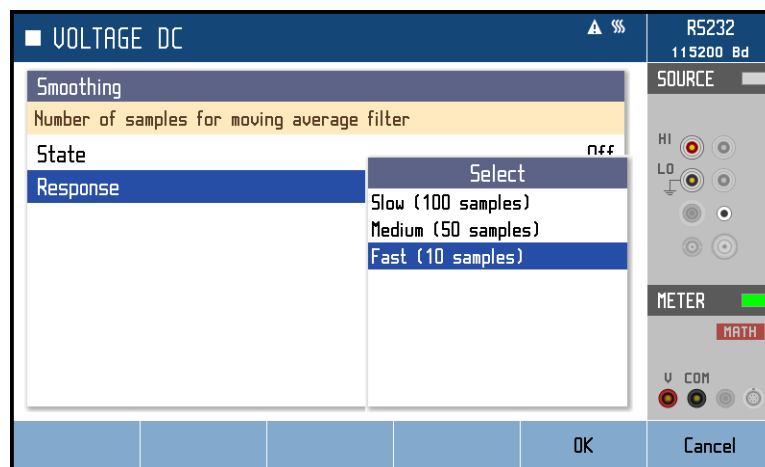 VOLTAGE DC
RS232
115200 Bd
Smoothing
Number of samples for moving average filter
State Off
Response
Select
Slow (100 samples)
Medium (50 samples)
Fast (10 samples)
SOURCE
HI
LO
METER
MATH
V COM
OK Cancel